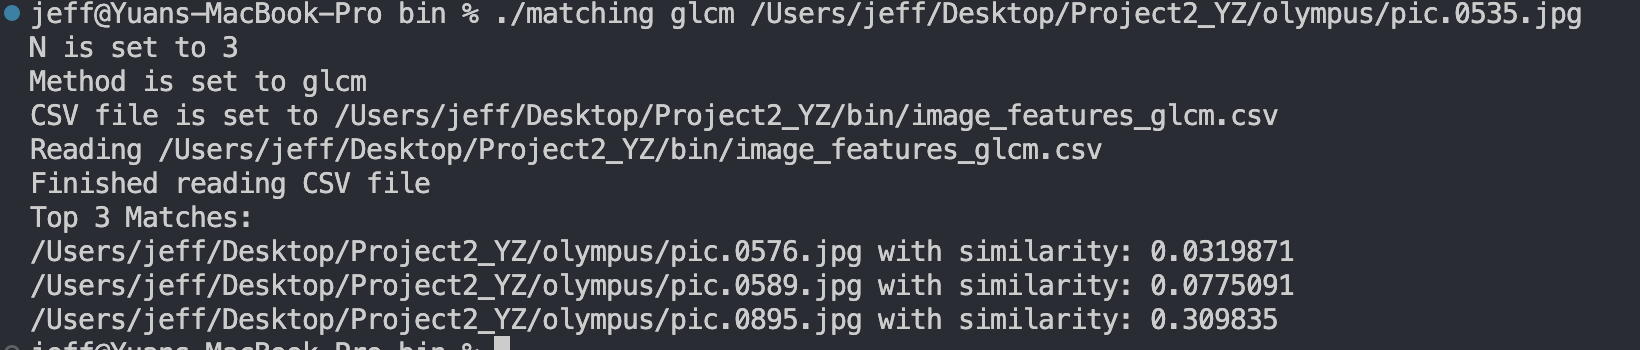 jeff@Yuans-MacBook-Pro bin % ./matching glcm /Users/jeff/Desktop/Project2_YZ/olympus/pic.0535.jpg
N is set to 3
Method is set to glcm
CSV file is set to /Users/jeff/Desktop/Project2_YZ/bin/image_features_glcm.csv
Reading /Users/jeff/Desktop/Project2_YZ/bin/image_features_glcm.csv
Finished reading CSV file
Top 3 Matches:
/Users/jeff/Desktop/Project2_YZ/olympus/pic.0576.jpg with similarity: 0.0319871
/Users/jeff/Desktop/Project2_YZ/olympus/pic.0589.jpg with similarity: 0.0775091
/Users/jeff/Desktop/Project2_YZ/olympus/pic.0895.jpg with similarity: 0.309835
jeff@Yuans-MacBook-Pro bin %